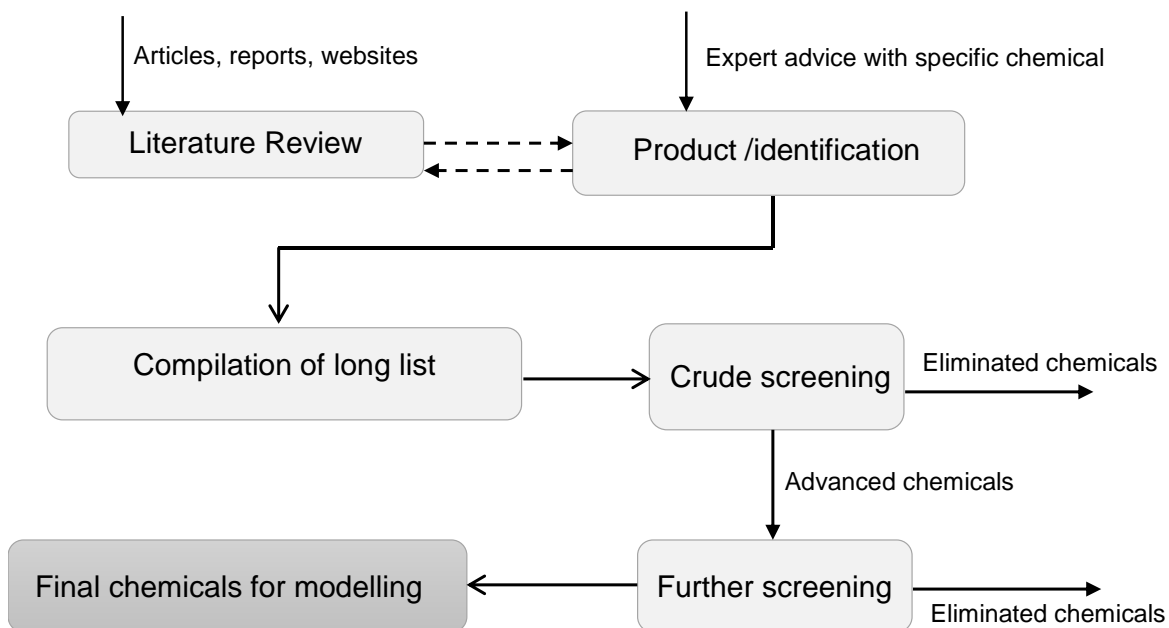 Articles, reports, websites
Expert advice with specific chemical
Literature Review
Product /identification
Compilation of long list
Crude screening
Eliminated chemicals
Advanced chemicals
Final chemicals for modelling
Further screening
Eliminated chemicals